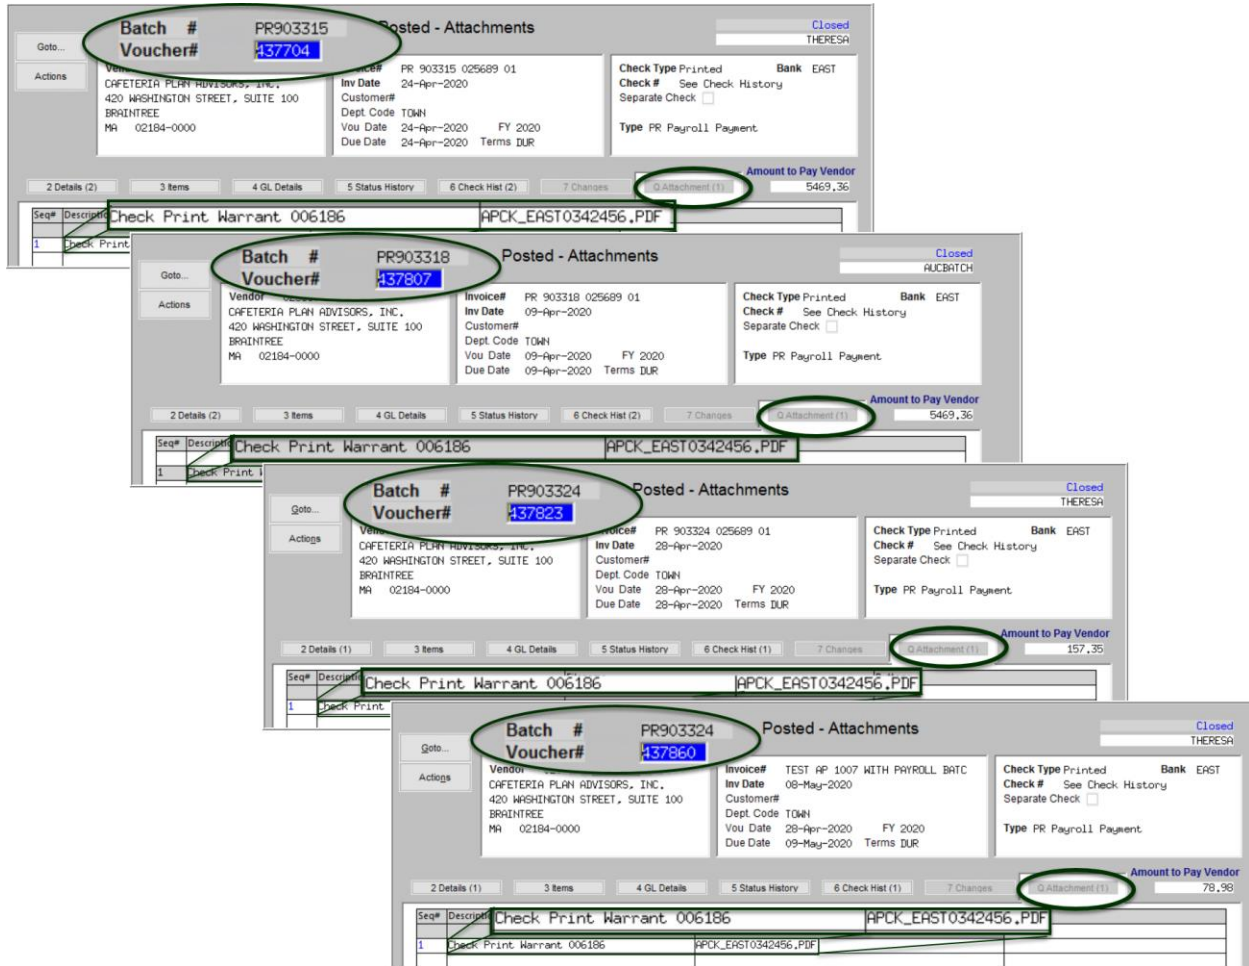 Batch # PR903315 Posted - Attachments Closed
Goto... Voucher# 437704 THERESA
Actions
CAFETERIA PLAN ADVISORS, INC.
420 WASHINGTON STREET, SUITE 100
BRAINTREE
MA 02184-0000
PR 903315 025689 01
Inv Date 24-Apr-2020
Customer#
Dept. Code TOWN
Vou Date 24-Apr-2020 FY 2020
Due Date 24-Apr-2020 Terms DUR
Check Type Printed Bank EAST
Check # See Check History
Separate Check
Type PR Payroll Payment
Amount to Pay Vendor
2 Details (2) 3 Items 4 GL Details 5 Status History 6 Check Hist (2) 7 Changes Q Attachment (1) 5469.36
Seq# Check Print Warrant 006186 APCK_EAST0342456.PDF
1 Check Print
Batch # PR903318 Posted - Attachments Closed
Goto... Voucher# 437807 AUCBATCH
Actions
Vendor
CAFETERIA PLAN ADVISORS, INC.
420 WASHINGTON STREET, SUITE 100
BRAINTREE
MA 02184-0000
Invoice# PR 903318 025689 01
Inv Date 09-Apr-2020
Customer#
Dept. Code TOWN
Vou Date 09-Apr-2020 FY 2020
Due Date 09-Apr-2020 Terms DUR
Check Type Printed Bank EAST
Check # See Check History
Separate Check
Type PR Payroll Payment
Amount to Pay Vendor
2 Details (2) 3 Items 4 GL Details 5 Status History 6 Check Hist (2) 7 Changes Q Attachment (1) 5469.36
Seq# Check Print Warrant 006186 APCK_EAST0342456.PDF
1 Check Print
Batch # PR903324 Posted - Attachments Closed
Goto... Voucher# 437823 THERESA
Actions
CAFETERIA PLAN ADVISORS, INC.
420 WASHINGTON STREET, SUITE 100
BRAINTREE
MA 02184-0000
PR 903324 025689 01
Inv Date 28-Apr-2020
Customer#
Dept. Code TOWN
Vou Date 28-Apr-2020 FY 2020
Due Date 28-Apr-2020 Terms DUR
Check Type Printed Bank EAST
Check # See Check History
Separate Check
Type PR Payroll Payment
Amount to Pay Vendor
2 Details (1) 3 Items 4 GL Details 5 Status History 6 Check Hist (1) 7 Changes Q Attachment (1) 157.35
Seq# Check Print Warrant 006186 APCK_EAST0342456.PDF
1 Check Print
Batch # PR903324 Posted - Attachments Closed
Goto... Voucher# 437860 THERESA
Actions
Vendor
CAFETERIA PLAN ADVISORS, INC.
420 WASHINGTON STREET, SUITE 100
BRAINTREE
MA 02184-0000
Invoice# TEST AP 1007 WITH PAYROLL BATC
Inv Date 08-May-2020
Customer#
Dept. Code TOWN
Vou Date 28-Apr-2020 FY 2020
Due Date 09-May-2020 Terms DUR
Check Type Printed Bank EAST
Check # See Check History
Separate Check
Type PR Payroll Payment
Amount to Pay Vendor
2 Details (1) 3 Items 4 GL Details 5 Status History 6 Check Hist (1) 7 Changes Q Attachment (1) 78.98
Seq# Check Print Warrant 006186 APCK_EAST0342456.PDF
1 Check Print Warrant 006186 APCK_EAST0342456.PDF